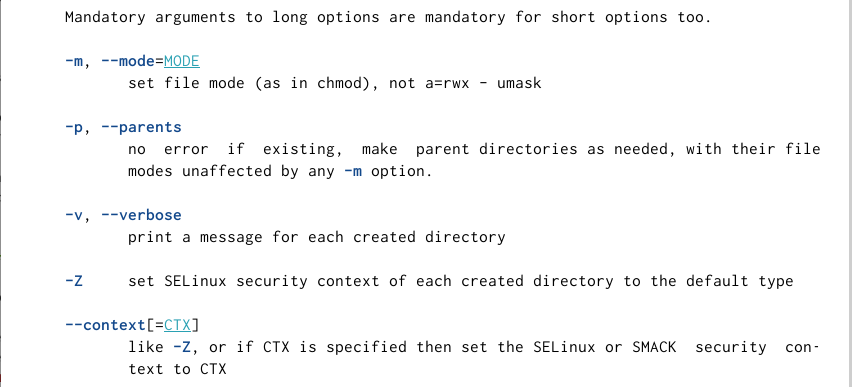 Mandatory arguments to long options are mandatory for short options too.
-m, --mode=MODE
set file mode (as in chmod), not a=rwx - umask
-p, --parents
no error if existing, make parent directories as needed, with their file
modes unaffected by any -m option.
-v, --verbose
print a message for each created directory
-Z set SELinux security context of each created directory to the default type
--context[=CTX]
like -Z, or if CTX is specified then set the SELinux or SMACK security con-
text to CTX